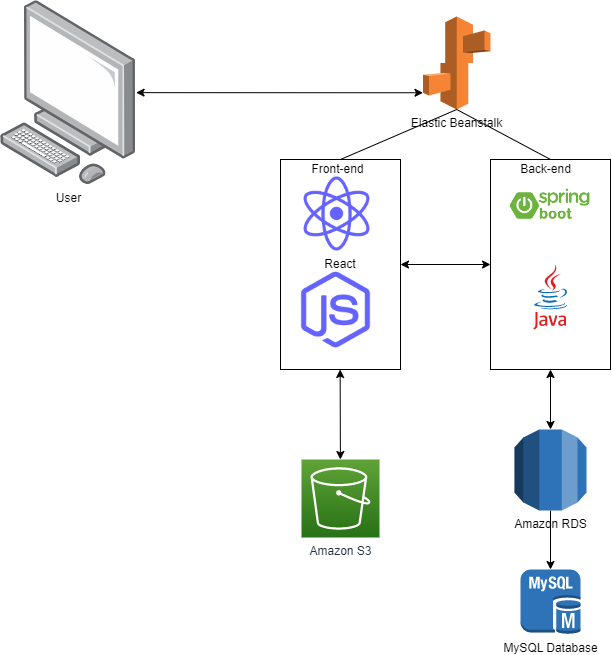 User
Elastic Beanstalk
Front-end
Back-end
spring
boot
React
JS
Java
Amazon S3
Amazon RDS
MySQL
M
MySQL Database